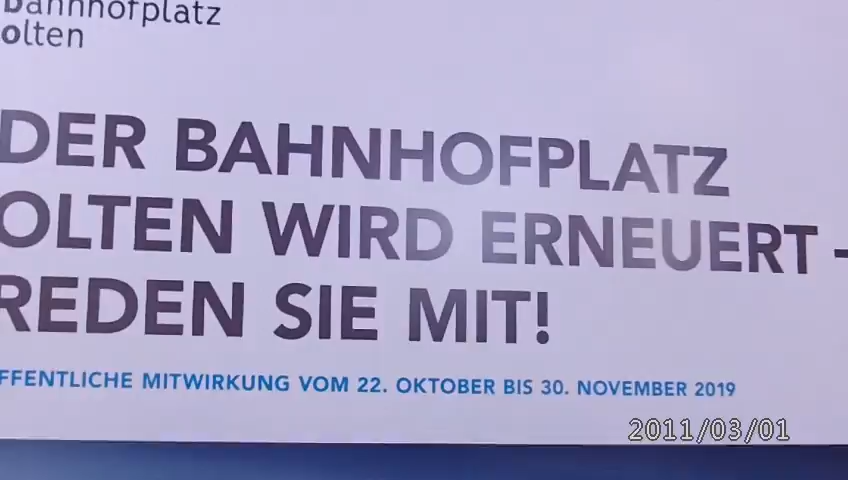 bahnhofplatz
olten
DER BAHNHOFPLATZ
OLTEN WIRD ERNEUERT –
REDEN SIE MIT!
FFENTLICHE MITWIRKUNG VOM 22. OKTOBER BIS 30. NOVEMBER 2019
2011/03/01